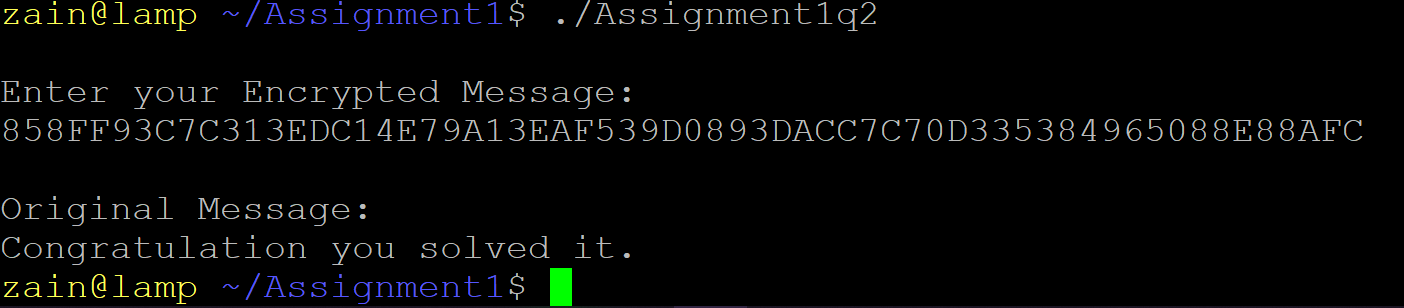 zain@lamp ~/Assignment1$ ./Assignment1q2
Enter your Encrypted Message:
858FF93C7C313EDC14E79A13EAF539D0893DACC7C70D335384965088E88AFC
Original Message:
Congratulation you solved it.
zain@lamp ~/Assignment1$